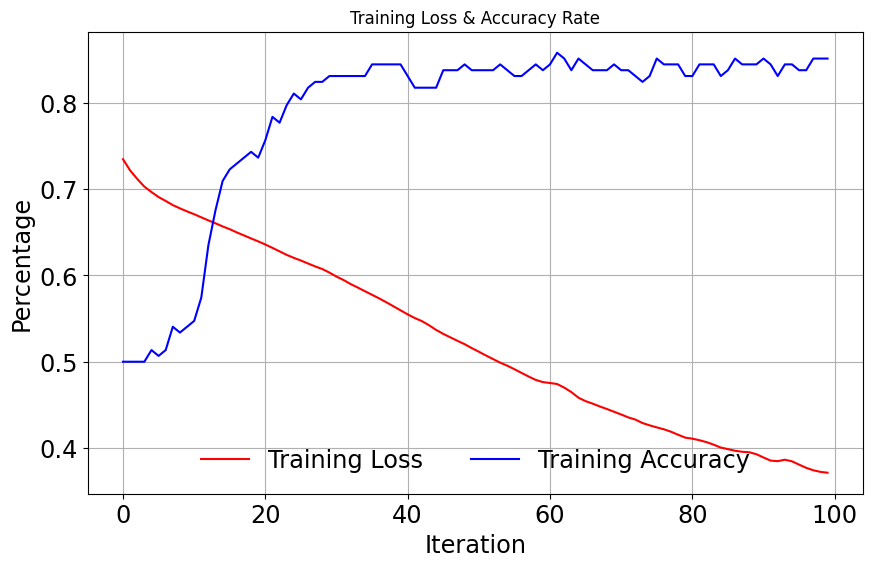 Training Loss & Accuracy Rate
0.8
0.7
0.6
0.5
0.4
Percentage
Training Loss Training Accuracy
0 20 40 60 80 100
Iteration